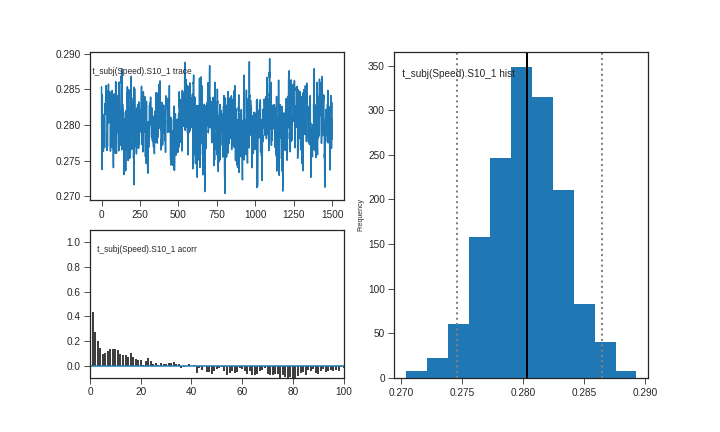 0.290
t_subj(Speed).S10_1 trace
0.285
0.280
0.275
0.270
0 250 500 750 1000 1250 1500
1.0
t_subj(Speed).S10_1 acorr
0.8
0.6
0.4
0.2
0.0
0 20 40 60 80 100
350
t_subj(Speed).S10_1 hist
300
250
200
Frequency
150
100
50
0
0.270 0.275 0.280 0.285 0.290